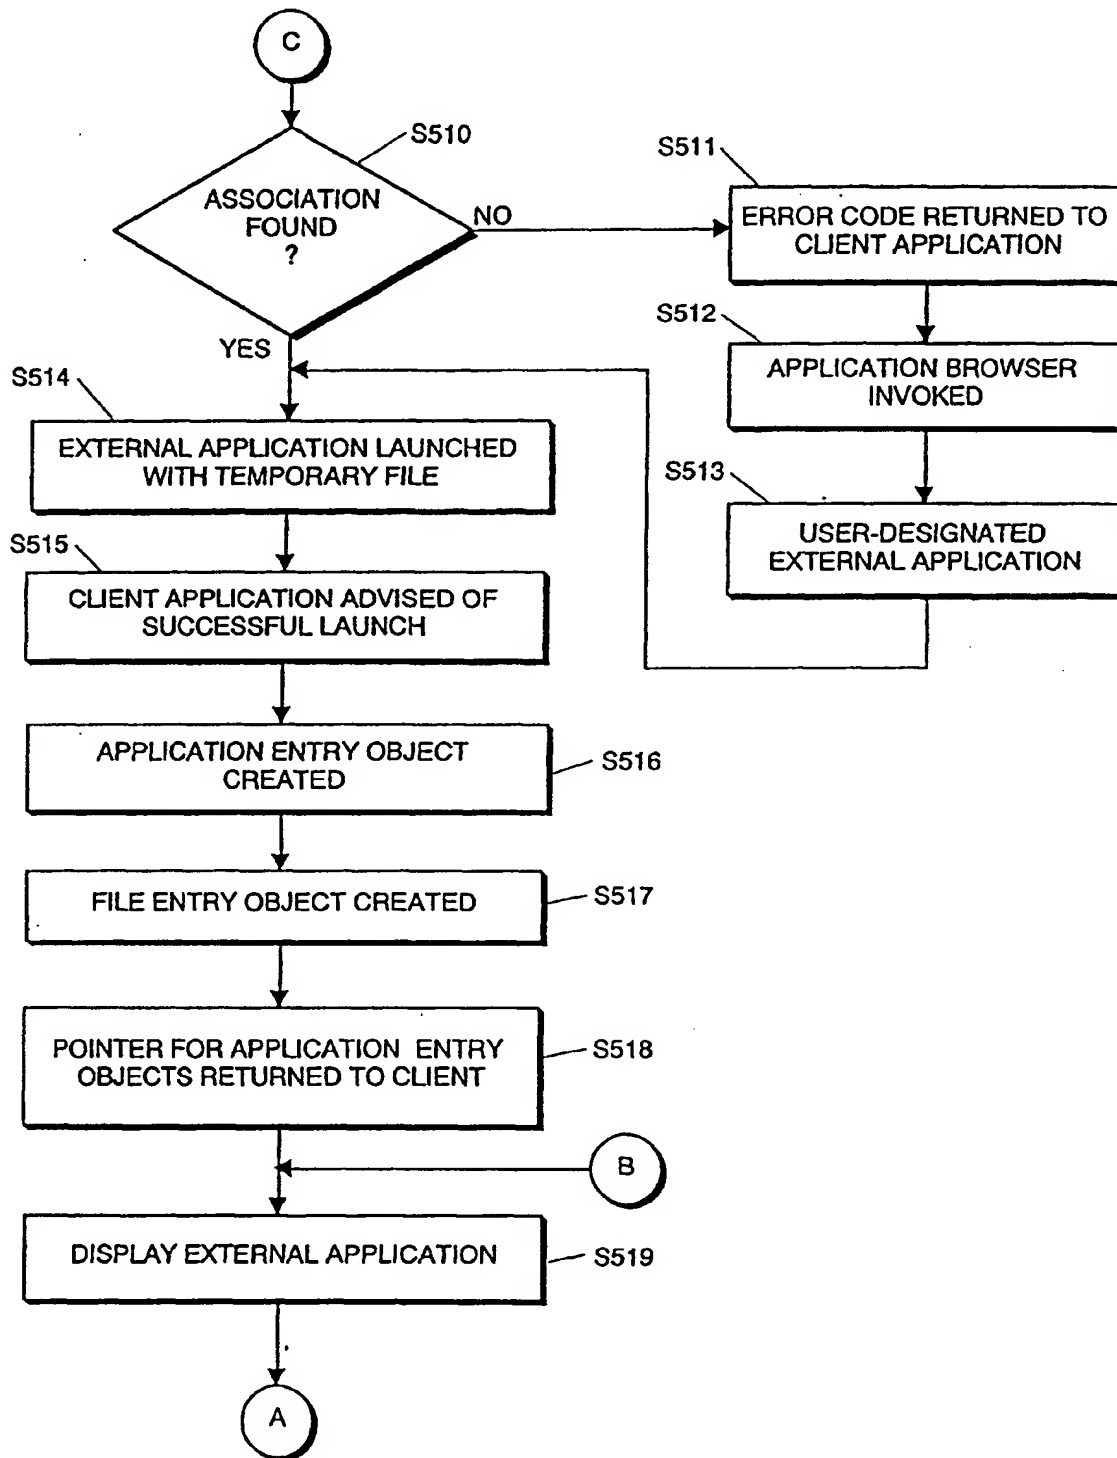 C
S510
ASSOCIATION
FOUND
?
NO
YES
S511
ERROR CODE RETURNED TO
CLIENT APPLICATION
S512
APPLICATION BROWSER
INVOKED
S513
USER-DESIGNATED
EXTERNAL APPLICATION
S514
EXTERNAL APPLICATION LAUNCHED
WITH TEMPORARY FILE
S515
CLIENT APPLICATION ADVISED OF
SUCCESSFUL LAUNCH
APPLICATION ENTRY OBJECT
CREATED
S516
FILE ENTRY OBJECT CREATED
S517
POINTER FOR APPLICATION ENTRY
OBJECTS RETURNED TO CLIENT
S518
B
DISPLAY EXTERNAL APPLICATION
S519
A